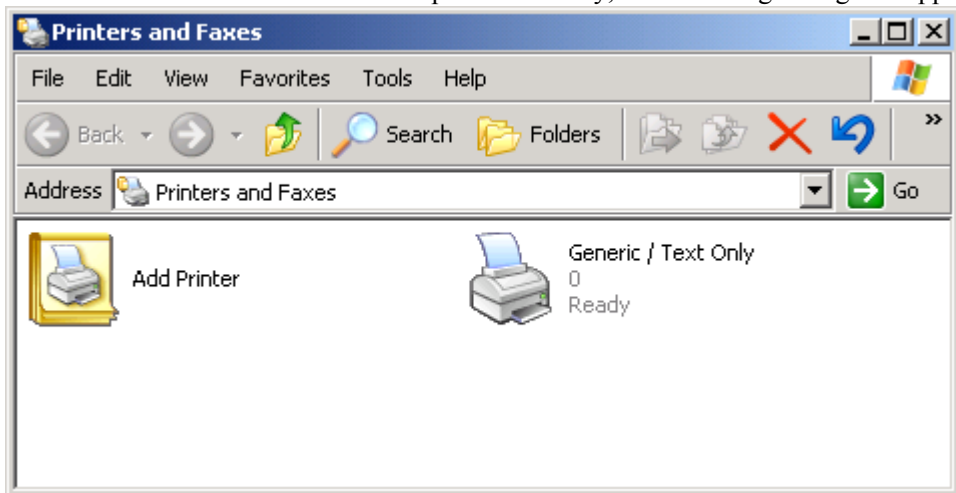 Printers and Faxes
File Edit View Favorites Tools Help
Back Search Folders »
Address Printers and Faxes Go
Add Printer
Generic / Text Only
0
Ready